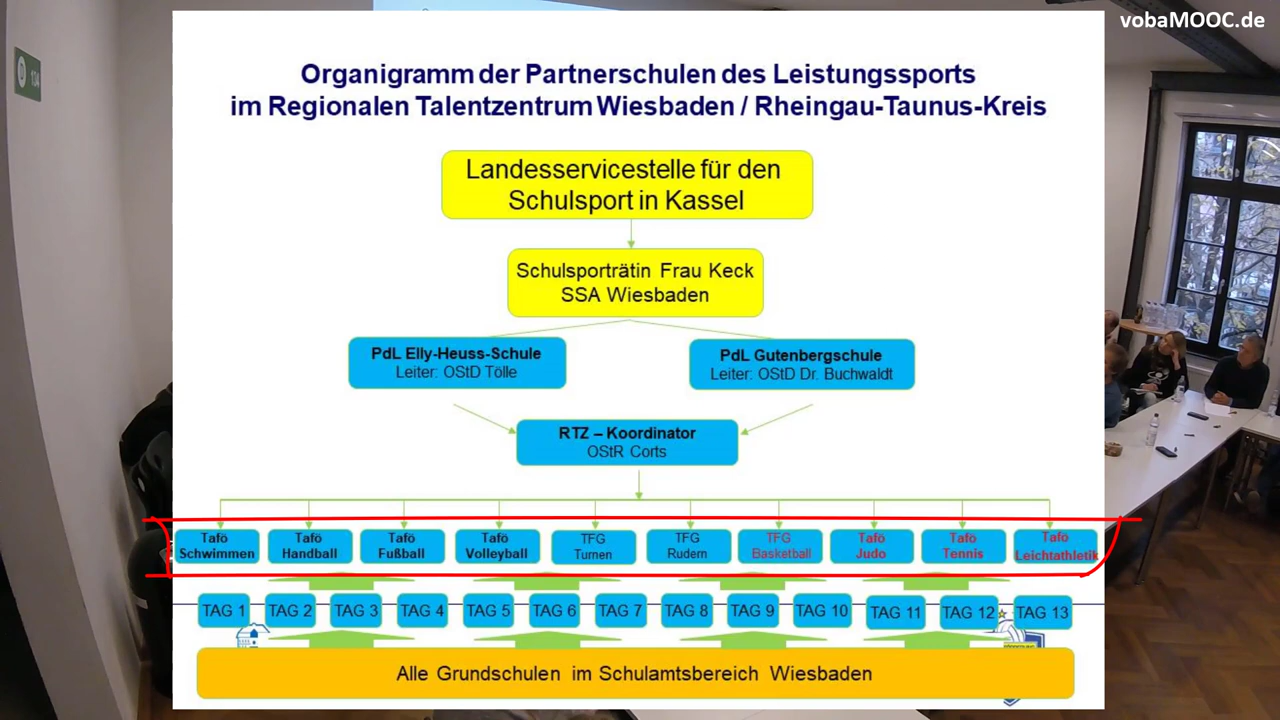 vobaMOOC.de
Organigramm der Partnerschulen des Leistungssports
im Regionalen Talentzentrum Wiesbaden / Rheingau-Taunus-Kreis
Landesservicestelle für den
Schulsport in Kassel
Schulsporträtin Frau Keck
SSA Wiesbaden
PdL Elly-Heuss-Schule
Leiter: OStD Tölle
PdL Gutenbergschule
Leiter: OStD Dr. Buchwaldt
RTZ – Koordinator
OStR Corts
Tafö
Schwimmen
Tafö
Handball
Tafö
Fußball
Tafö
Volleyball
TFG
Turnen
TFG
Rudern
TFG
Basketball
Tafö
Judo
Tafö
Tennis
Tafö
Leichtathletik
TAG 1
TAG 2
TAG 3
TAG 4
TAG 5
TAG 6
TAG 7
TAG 8
TAG 9
TAG 10
TAG 11
TAG 12
TAG 13
Alle Grundschulen im Schulamtsbereich Wiesbaden